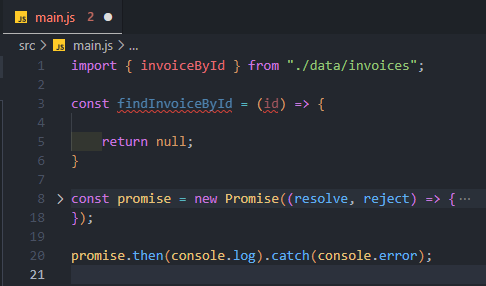 JS main.js 2
src > JS main.js > ...
1 import { invoiceById } from "./data/invoices";
2
3 const findInvoiceById = (id) => {
4
5 return null;
6 }
7
8 const promise = new Promise((resolve, reject) => {...
18 });
19
20 promise.then(console.log).catch(console.error);
21